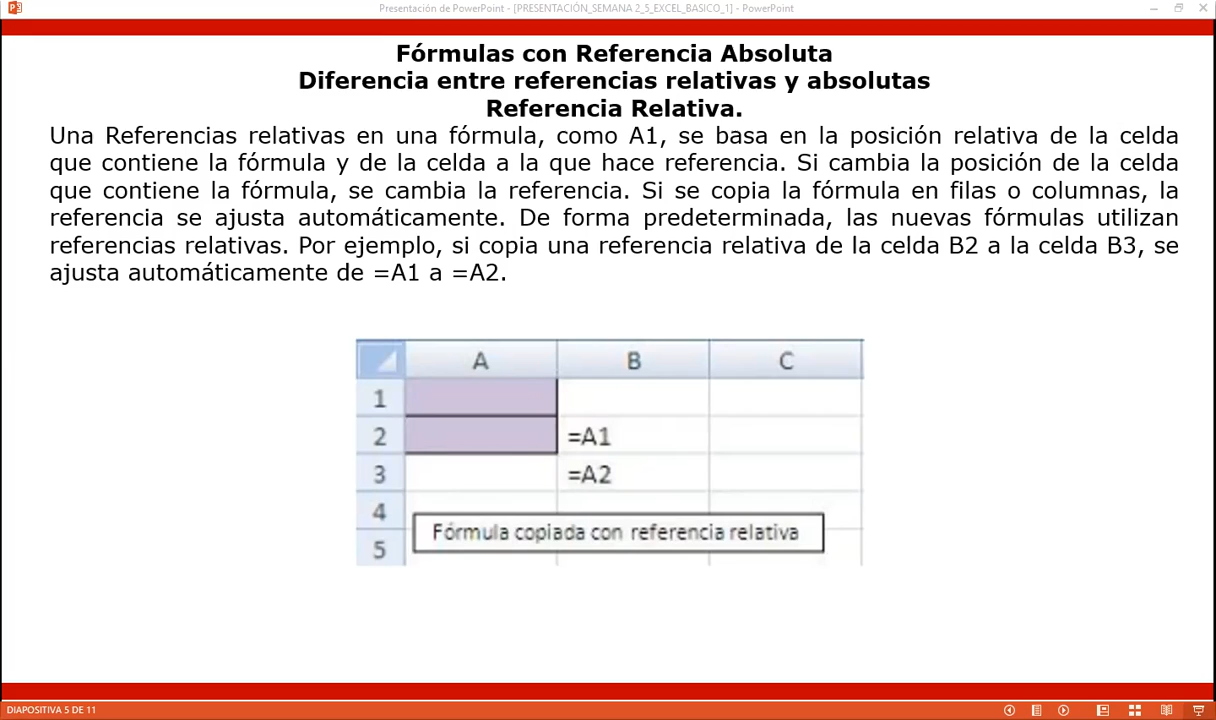 Presentación de PowerPoint - [PRESENTACIÓN_SEMANA 2_5_EXCEL_BASICO_1] - PowerPoint
Fórmulas con Referencia Absoluta
Diferencia entre referencias relativas y absolutas
Referencia Relativa.
Una Referencias relativas en una fórmula, como A1, se basa en la posición relativa de la celda
que contiene la fórmula y de la celda a la que hace referencia. Si cambia la posición de la celda
que contiene la fórmula, se cambia la referencia. Si se copia la fórmula en filas o columnas, la
referencia se ajusta automáticamente. De forma predeterminada, las nuevas fórmulas utilizan
referencias relativas. Por ejemplo, si copia una referencia relativa de la celda B2 a la celda B3, se
ajusta automáticamente de =A1 a =A2.
A B C
1
2 =A1
3 =A2
4
Fórmula copiada con referencia relativa
5
DIAPOSITIVA 5 DE 11